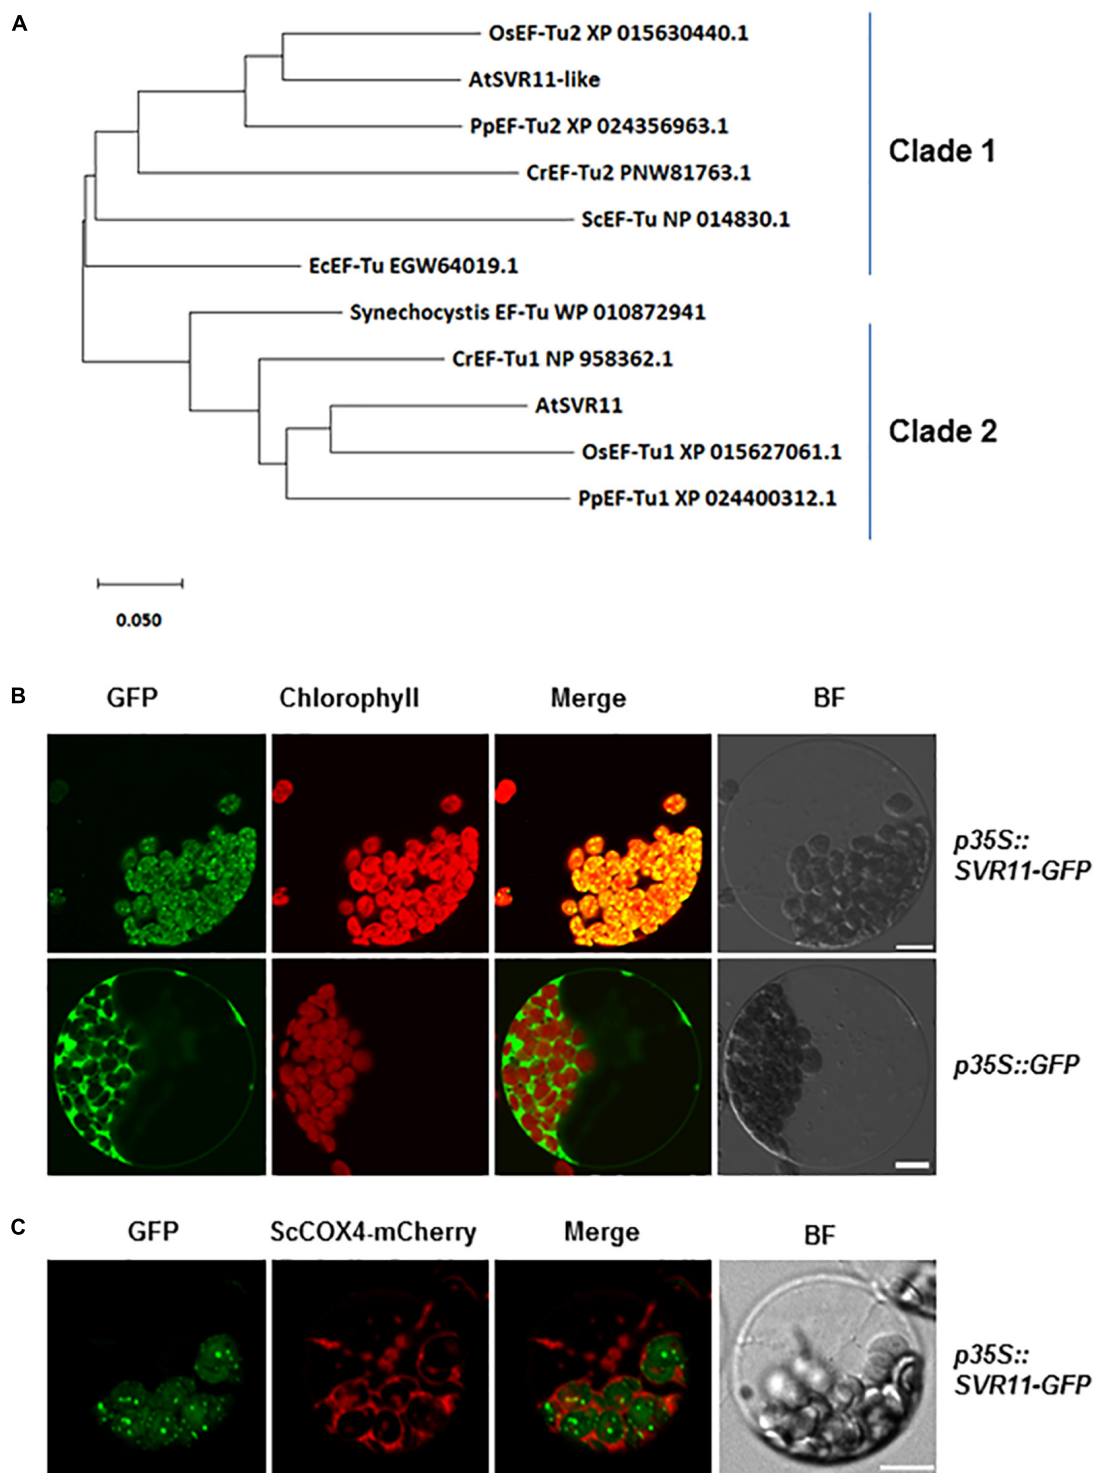 A
OsEF-Tu2 XP 015630440.1
AtSVR11-like
PpEF-Tu2 XP 024356963.1
CrEF-Tu2 PNW81763.1
ScEF-Tu NP 014830.1
EcEF-Tu EGW64019.1
Clade 1
Synechocystis EF-Tu WP 010872941
CrEF-Tu1 NP 958362.1
AtSVR11
OsEF-Tu1 XP 015627061.1
PpEF-Tu1 XP 024400312.1
Clade 2
0.050
B
GFP Chlorophyll Merge BF
p35S::
SVR11-GFP
p35S::GFP
C
GFP ScCOX4-mCherry Merge BF
p35S::
SVR11-GFP